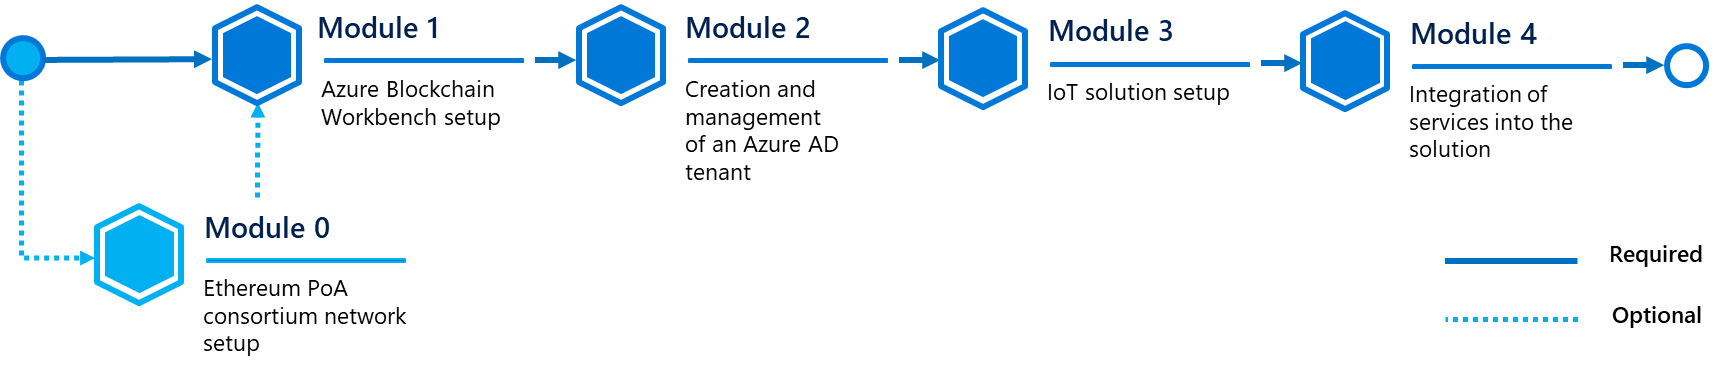 Module 1
Azure Blockchain
Workbench setup
Module 2
Creation and
management
of an Azure AD
tenant
Module 3
IoT solution setup
Module 4
Integration of
services into the
solution
Module 0
Ethereum PoA
consortium network
setup
Required
Optional